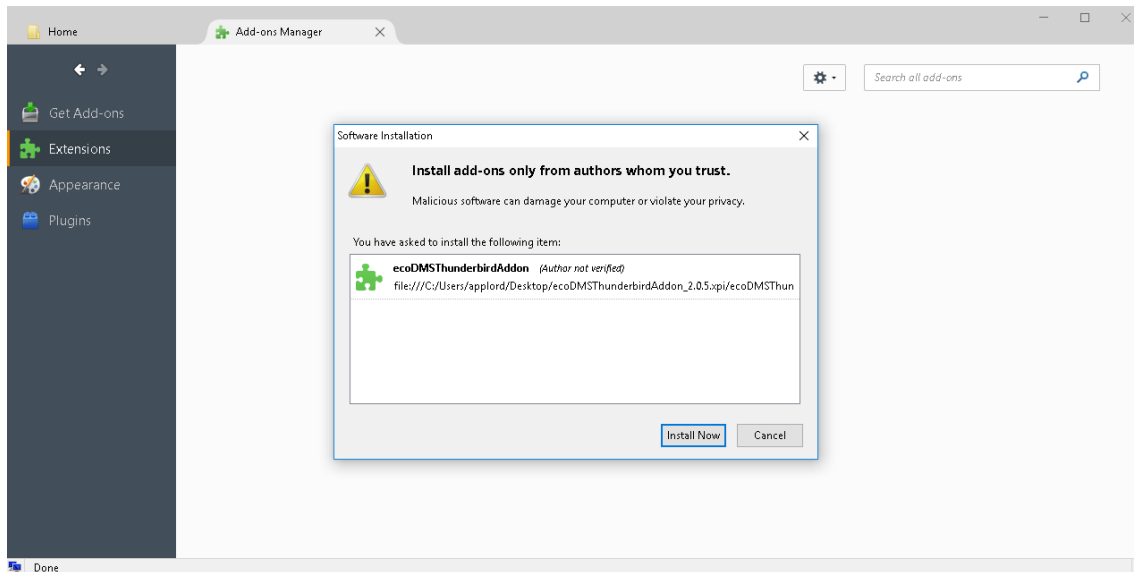 Home
Add-ons Manager
Search all add-ons
Get Add-ons
Extensions
Appearance
Plugins
Software Installation
Install add-ons only from authors whom you trust.
Malicious software can damage your computer or violate your privacy.
You have asked to install the following item:
ecoDMSThunderbirdAddon (Author not verified)
file:///C:/Users/applord/Desktop/ecoDMSThunderbirdAddon_2.0.5.xpi/ecoDMSThun
Install Now
Cancel
Done